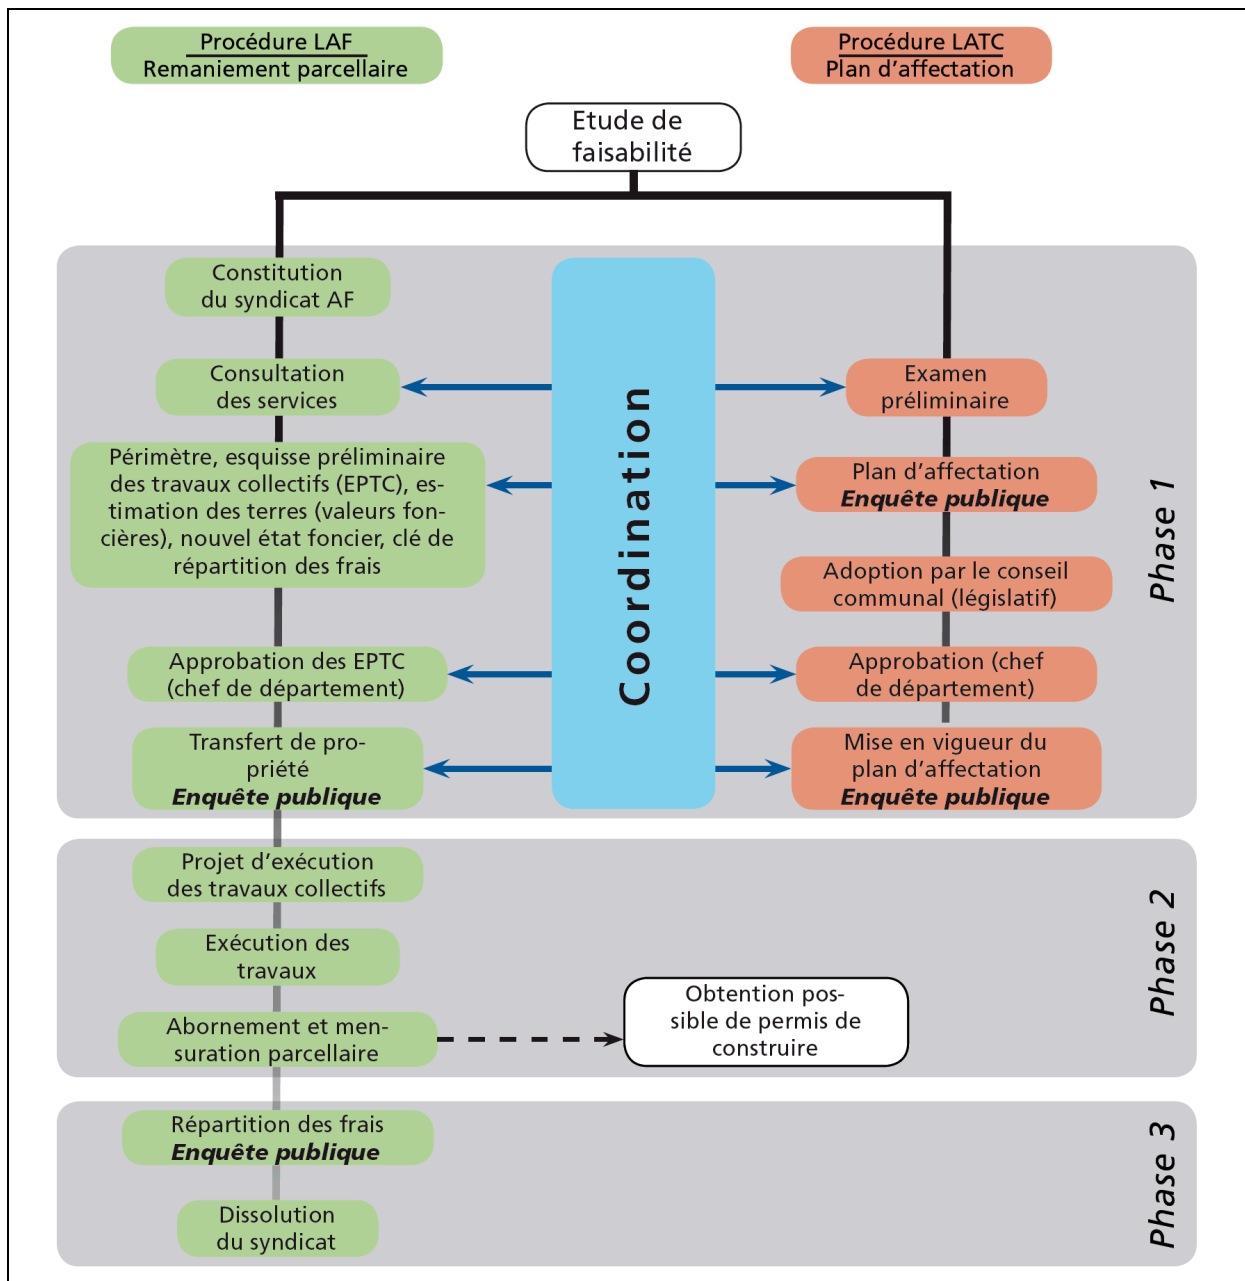 Procédure LAF
Remaniement parcellaire
Procédure LATC
Plan d'affectation
Etude de
faisabilité
Constitution
du syndicat AF
Consultation
des services
Périmètre, esquisse préliminaire
des travaux collectifs (EPTC), es-
timation des terres (valeurs fon-
cières), nouvel état foncier, clé de
répartition des frais
Approbation des EPTC
(chef de département)
Transfert de pro-
priété
Enquête publique
Coordination
Examen
préliminaire
Plan d'affectation
Enquête publique
Adoption par le conseil
communal (législatif)
Approbation (chef
de département)
Mise en vigueur du
plan d'affectation
Enquête publique
Phase 1
Projet d'exécution
des travaux collectifs
Exécution des
travaux
Abornement et men-
suration parcellaire
Obtention pos-
sible de permis de
construire
Phase 2
Répartition des frais
Enquête publique
Dissolution
du syndicat
Phase 3